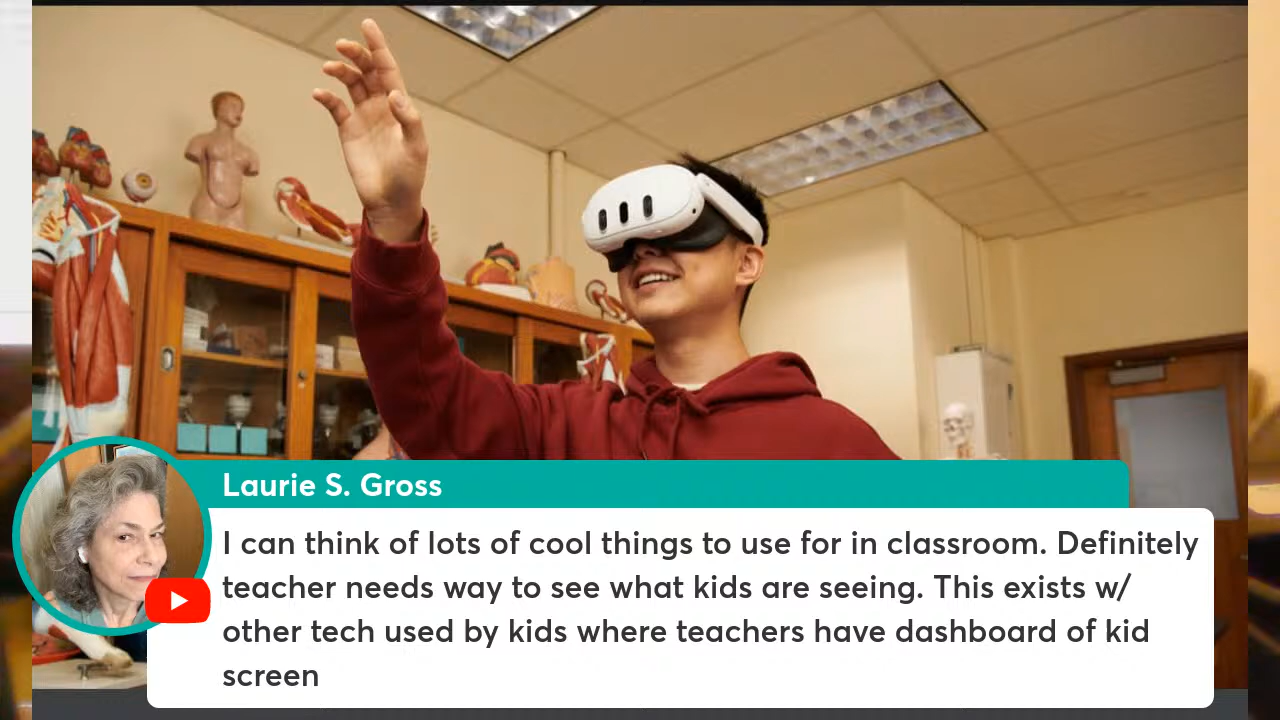 Laurie S. Gross
I can think of lots of cool things to use for in classroom. Definitely
teacher needs way to see what kids are seeing. This exists w/
other tech used by kids where teachers have dashboard of kid
screen